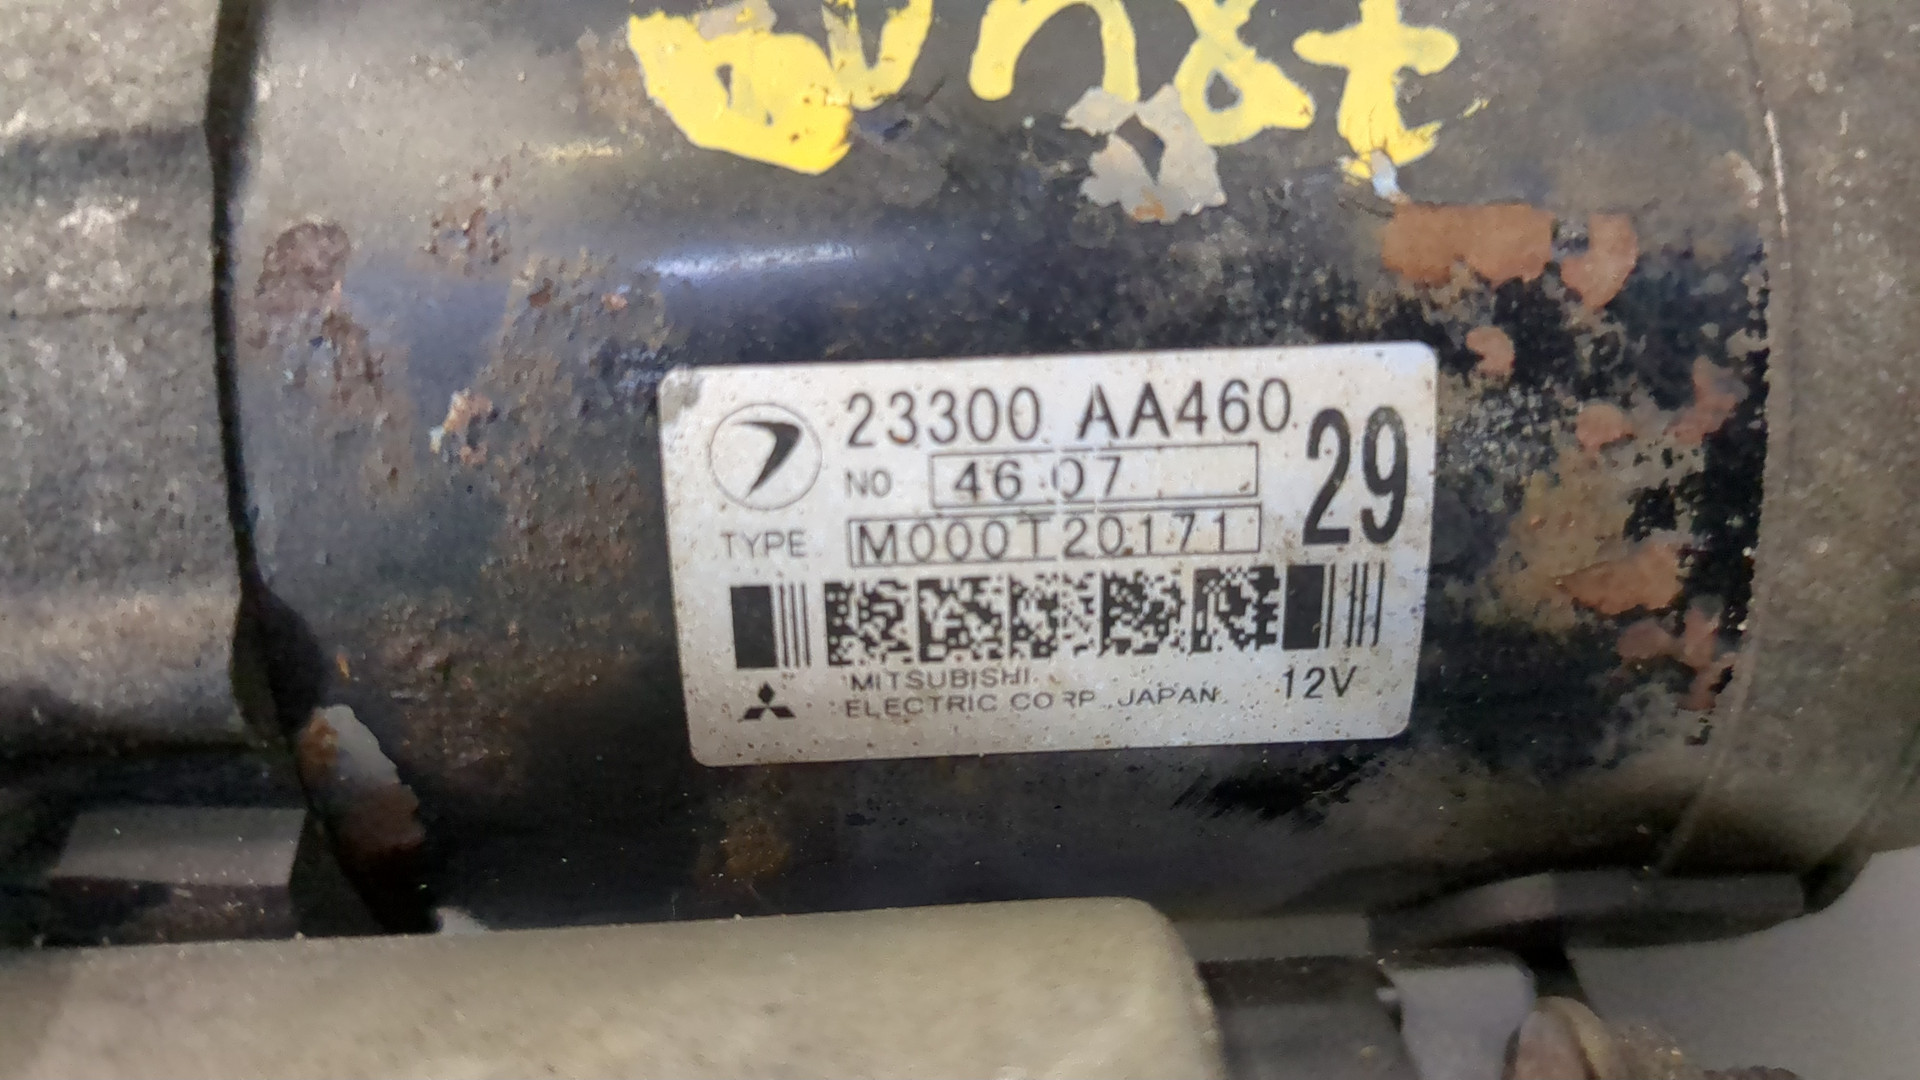 23300 AA460
29
NO 4607
TYPE M000T20171
MITSUBISHI
ELECTRIC CORP. JAPAN
12V